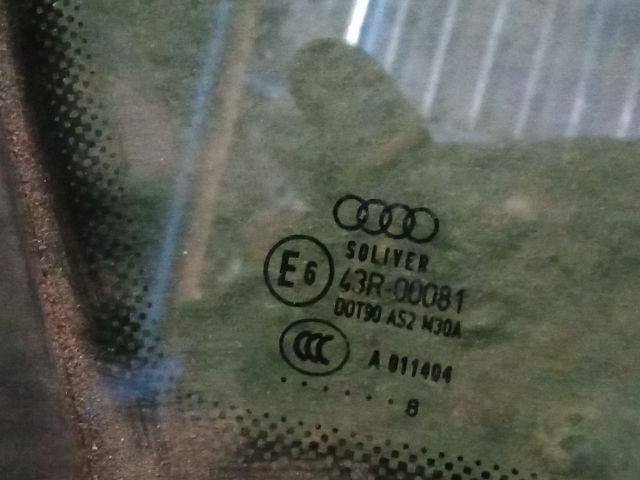 SOLIVER
E6 43R-00081
DOT90 AS2 M30A
CCC A 011404
8